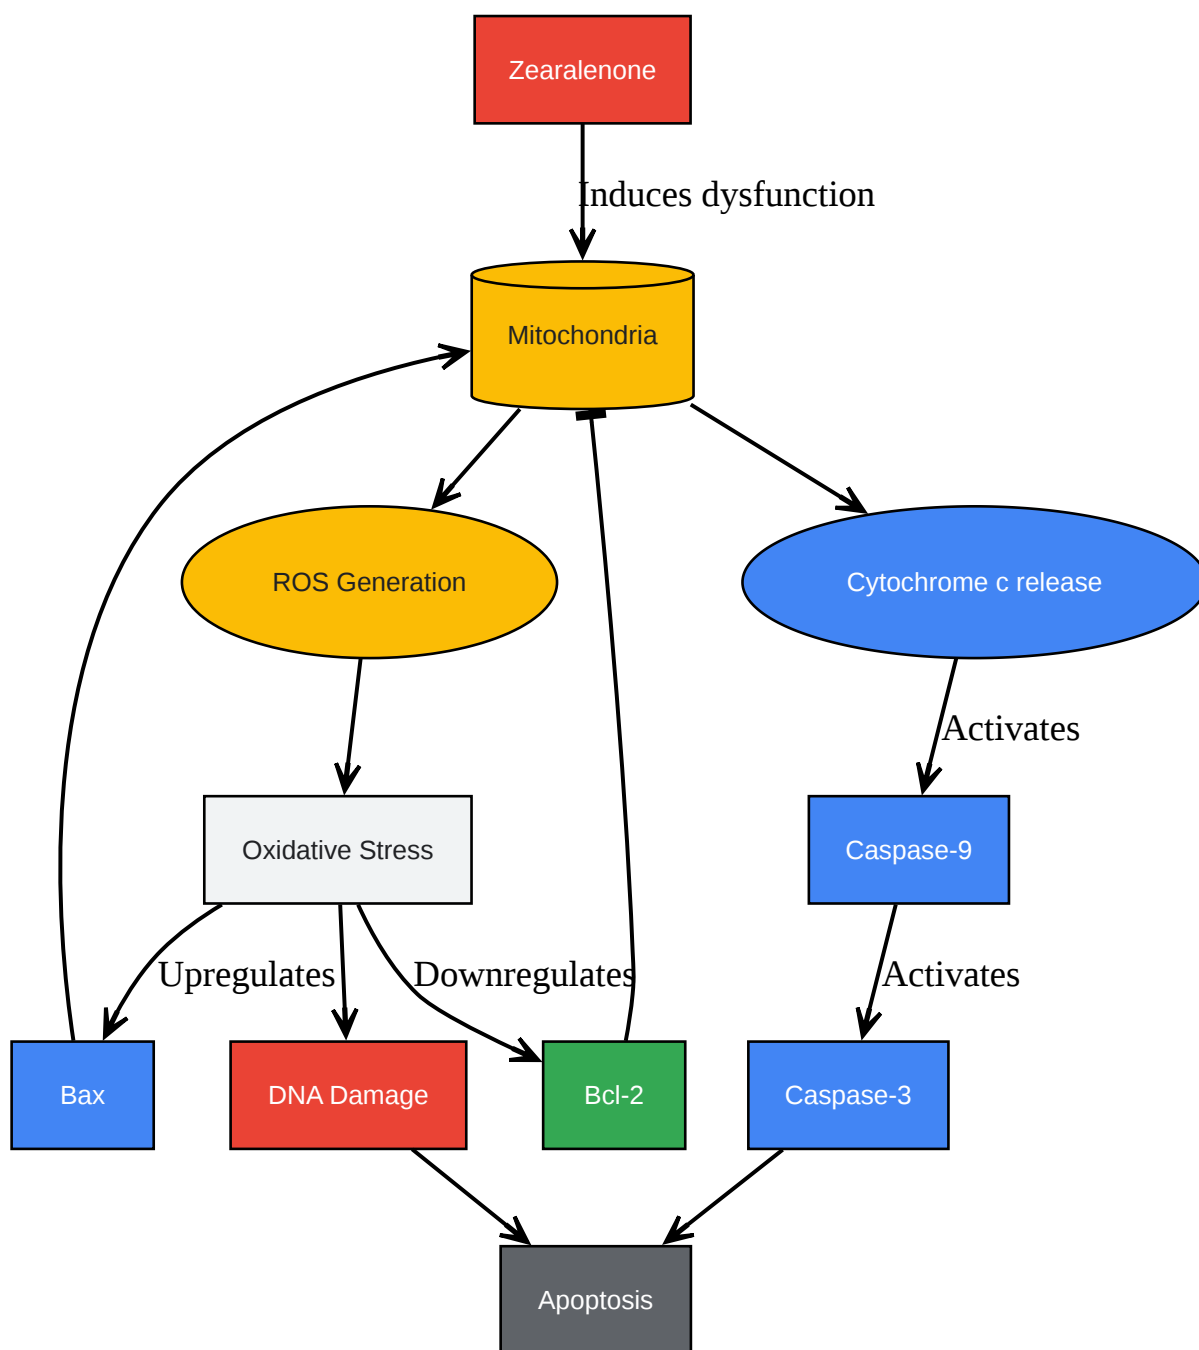 Zearalenone
Induces dysfunction
Mitochondria
ROS Generation
Cytochrome c release
Activates
Oxidative Stress
Caspase-9
Upregulates
Downregulates
Activates
Bax
DNA Damage
Bcl-2
Caspase-3
Apoptosis